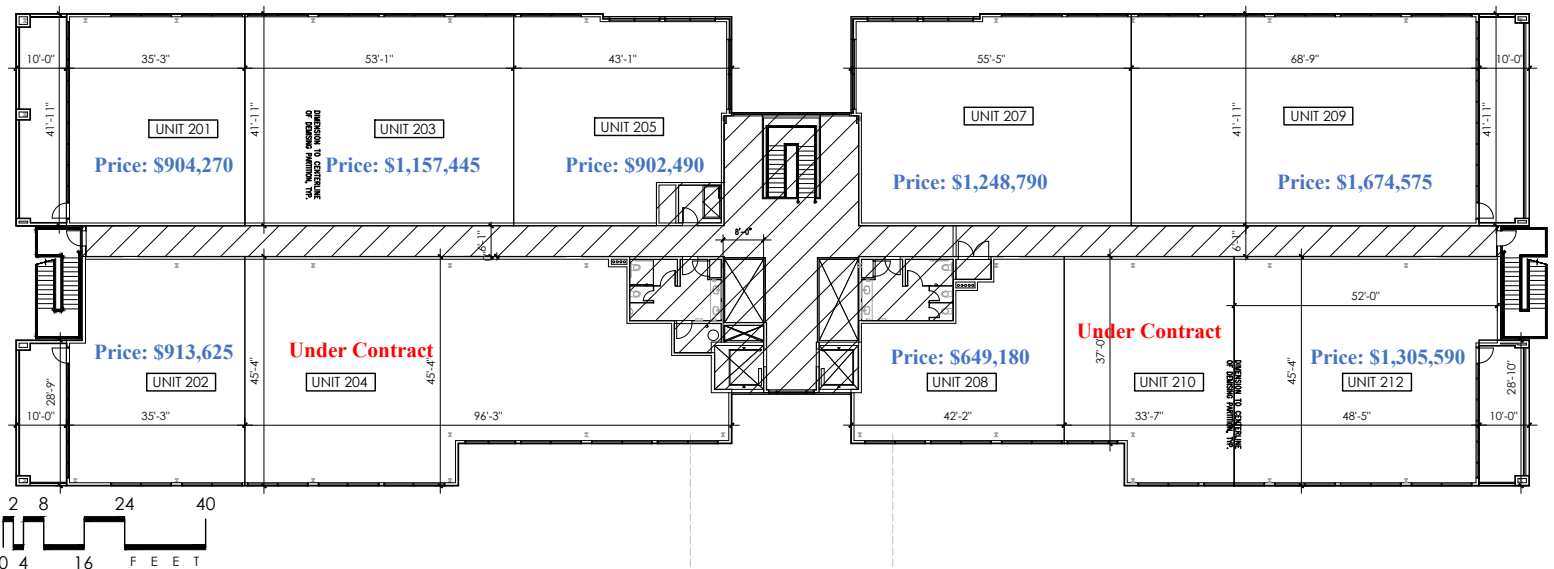 10'-0" 35'-3" 53'-1" 43'-1" 55'-5" 68'-9" 10'-0"
41'-11" 41'-11" 41'-11" 41'-11"
DIMENSION TO CENTERLINE
OF DEMISING PARTITION, TYP.
UNIT 201 UNIT 203 UNIT 205 UNIT 207 UNIT 209
Price: $904,270 Price: $1,157,445 Price: $902,490 Price: $1,248,790 Price: $1,674,575
6'-1" 8'-0" 6'-1"
52'-0"
Price: $913,625 Under Contract Price: $649,180 Under Contract Price: $1,305,590
UNIT 202 UNIT 204 UNIT 208 UNIT 210 UNIT 212
28'-9" 45'-4" 45'-4" 37'-0" 45'-4" 28'-10"
DIMENSION TO CENTERLINE
OF DEMISING PARTITION, TYP.
10'-0" 35'-3" 96'-3" 42'-2" 33'-7" 48'-5" 10'-0"
2 8 24 40
0 4 16 FEET